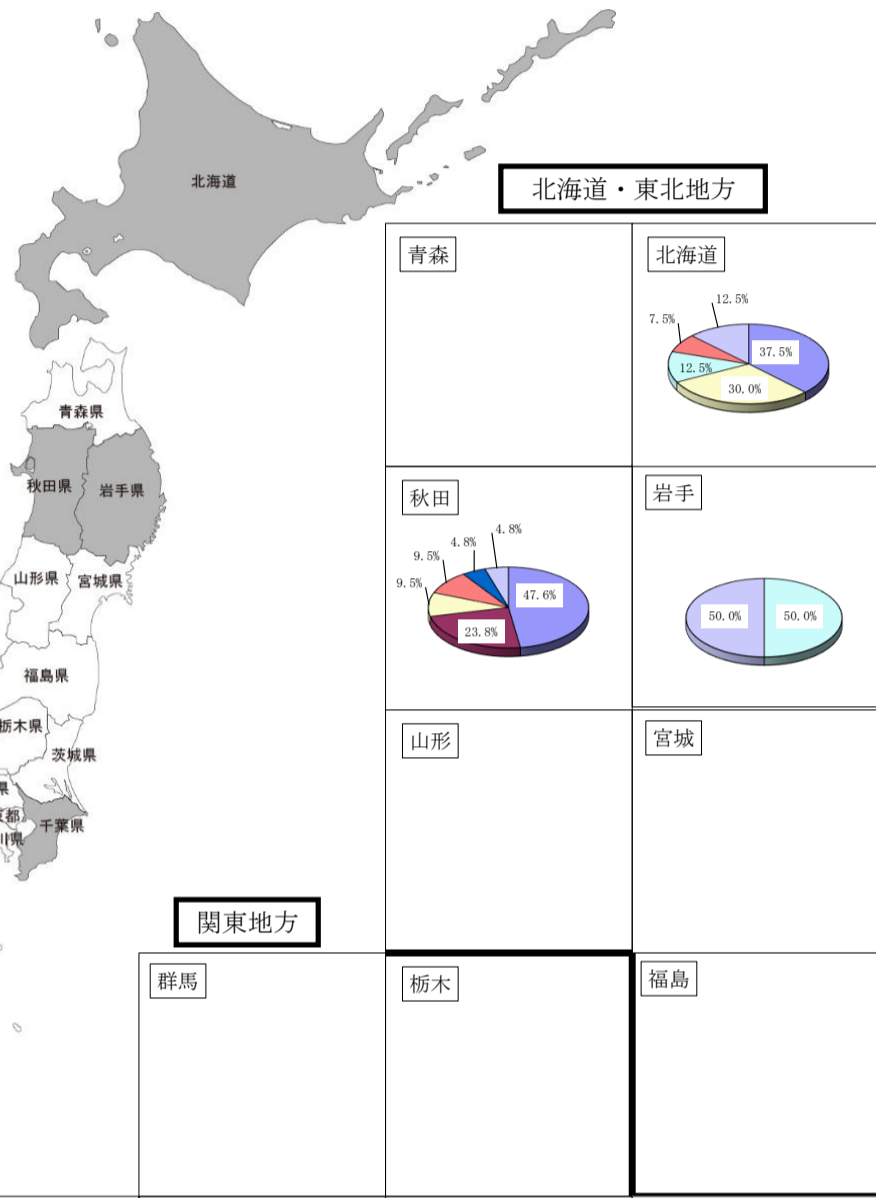 北海道
北海道・東北地方
青森
北海道
12.5%
7.5%
37.5%
12.5%
30.0%
青森県
秋田県
岩手県
秋田
岩手
4.8%
4.8%
9.5%
9.5%
47.6%
23.8%
50.0%
50.0%
山形県
宮城県
福島県
山形
宮城
栃木県
茨城県
県
都
千葉県
川県
関東地方
群馬
栃木
福島